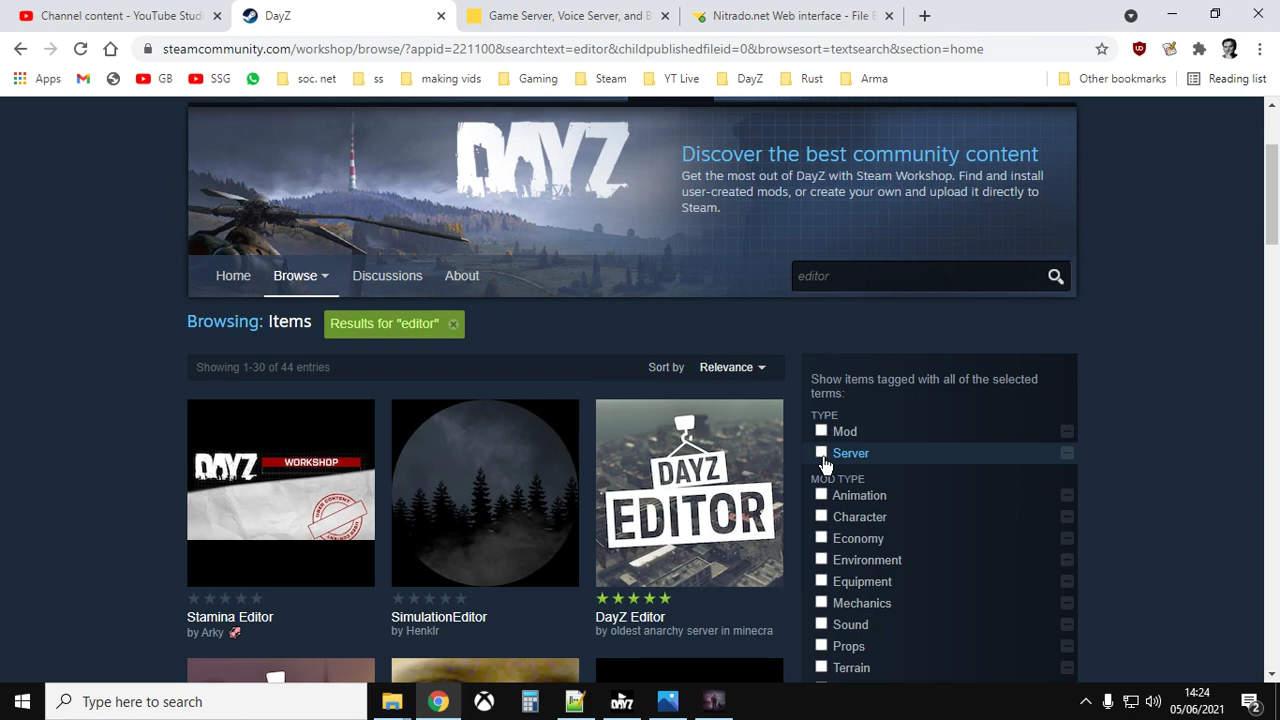 Channel content - YouTube Studi
DayZ
Game Server, Voice Server, and B
Nitrado.net Web interface - File B
steamcommunity.com/workshop/browse/?appid=221100&searchtext=editor&childpublishedfileid=0&browsesort=textsearch&section=home
Apps
GB
SSG
soc. net
ss
making vids
Gaming
Steam
YT Live
DayZ
Rust
Arma
Other bookmarks
Reading list
DAYZ
Discover the best community content
Get the most out of DayZ with Steam Workshop. Find and install
user-created mods, or create your own and upload it directly to
Steam.
Home
Browse
Discussions
About
editor
Browsing: Items
Results for "editor"
Showing 1-30 of 44 entries
Sort by
Relevance
Show items tagged with all of the selected
terms:
TYPE
Mod
Server
MOD TYPE
Animation
Character
Economy
Environment
Equipment
Mechanics
Sound
Props
Terrain
DAYZ
WORKSHOP
DAYZ
EDITOR
Stamina Editor
by Arky
SimulationEditor
by Henklr
DayZ Editor
by oldest anarchy server in minecra
Type here to search
DAYZ
14:24
05/06/2021
2